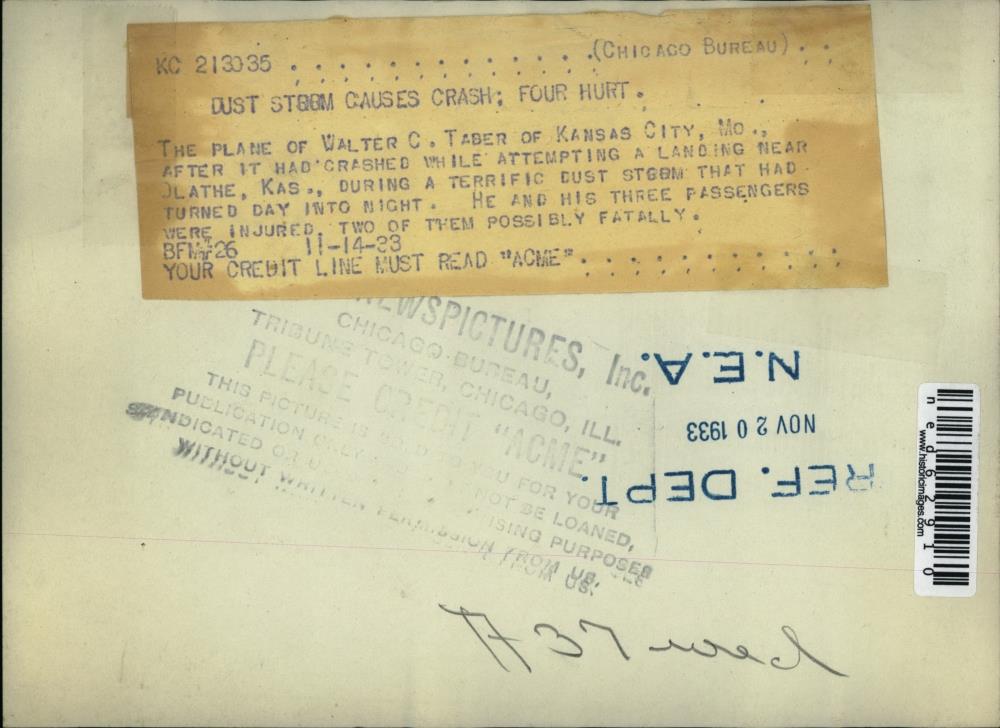 KC 213035 . . . . . . . . . . . . . (CHICAGO BUREAU) . .
DUST STORM CAUSES CRASH; FOUR HURT.
THE PLANE OF WALTER C. TABER OF KANSAS CITY, MO.,
AFTER IT HAD CRASHED WHILE ATTEMPTING A LANDING NEAR
OLATHE, KAS., DURING A TERRIFIC DUST STORM THAT HAD
TURNED DAY INTO NIGHT. HE AND HIS THREE PASSENGERS
WERE INJURED, TWO OF THEM POSSIBLY FATALLY.
BFM#26 11-14-33
YOUR CREDIT LINE MUST READ "ACME". . . . . . . . . . .
NEWSPICTURES, Inc.
CHICAGO BUREAU,
TRIBUNE TOWER, CHICAGO, ILL.
PLEASE CREDIT "ACME"
THIS PICTURE IS SOLD TO YOU FOR YOUR
PUBLICATION ONLY NOT BE LOANED,
SYNDICATED OR USED ADVERTISING PURPOSES
WITHOUT WRITTEN PERMISSION FROM US.
N.E.A.
NOV 20 1933
REF. DEPT.
ned62910
www.historicimages.com